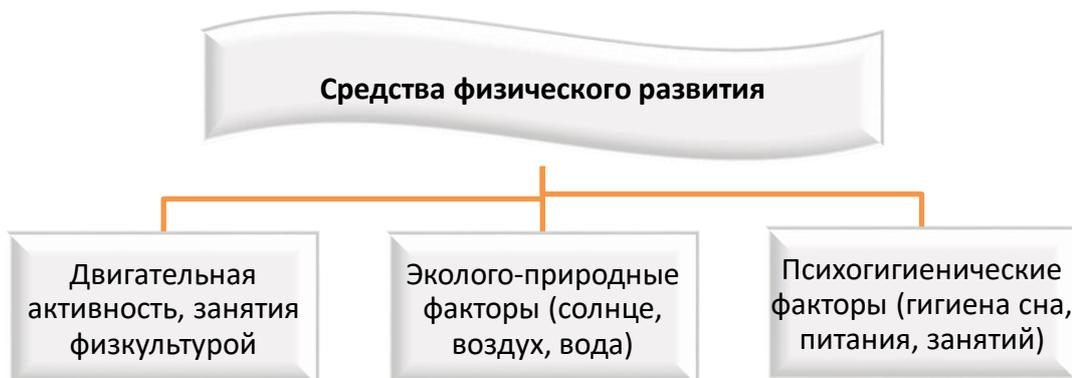 Средства физического развития
Двигательная
активность, занятия
физкультурой
Эколого-природные
факторы (солнце,
воздух, вода)
Психогигиенические
факторы (гигиена сна,
питания, занятий)